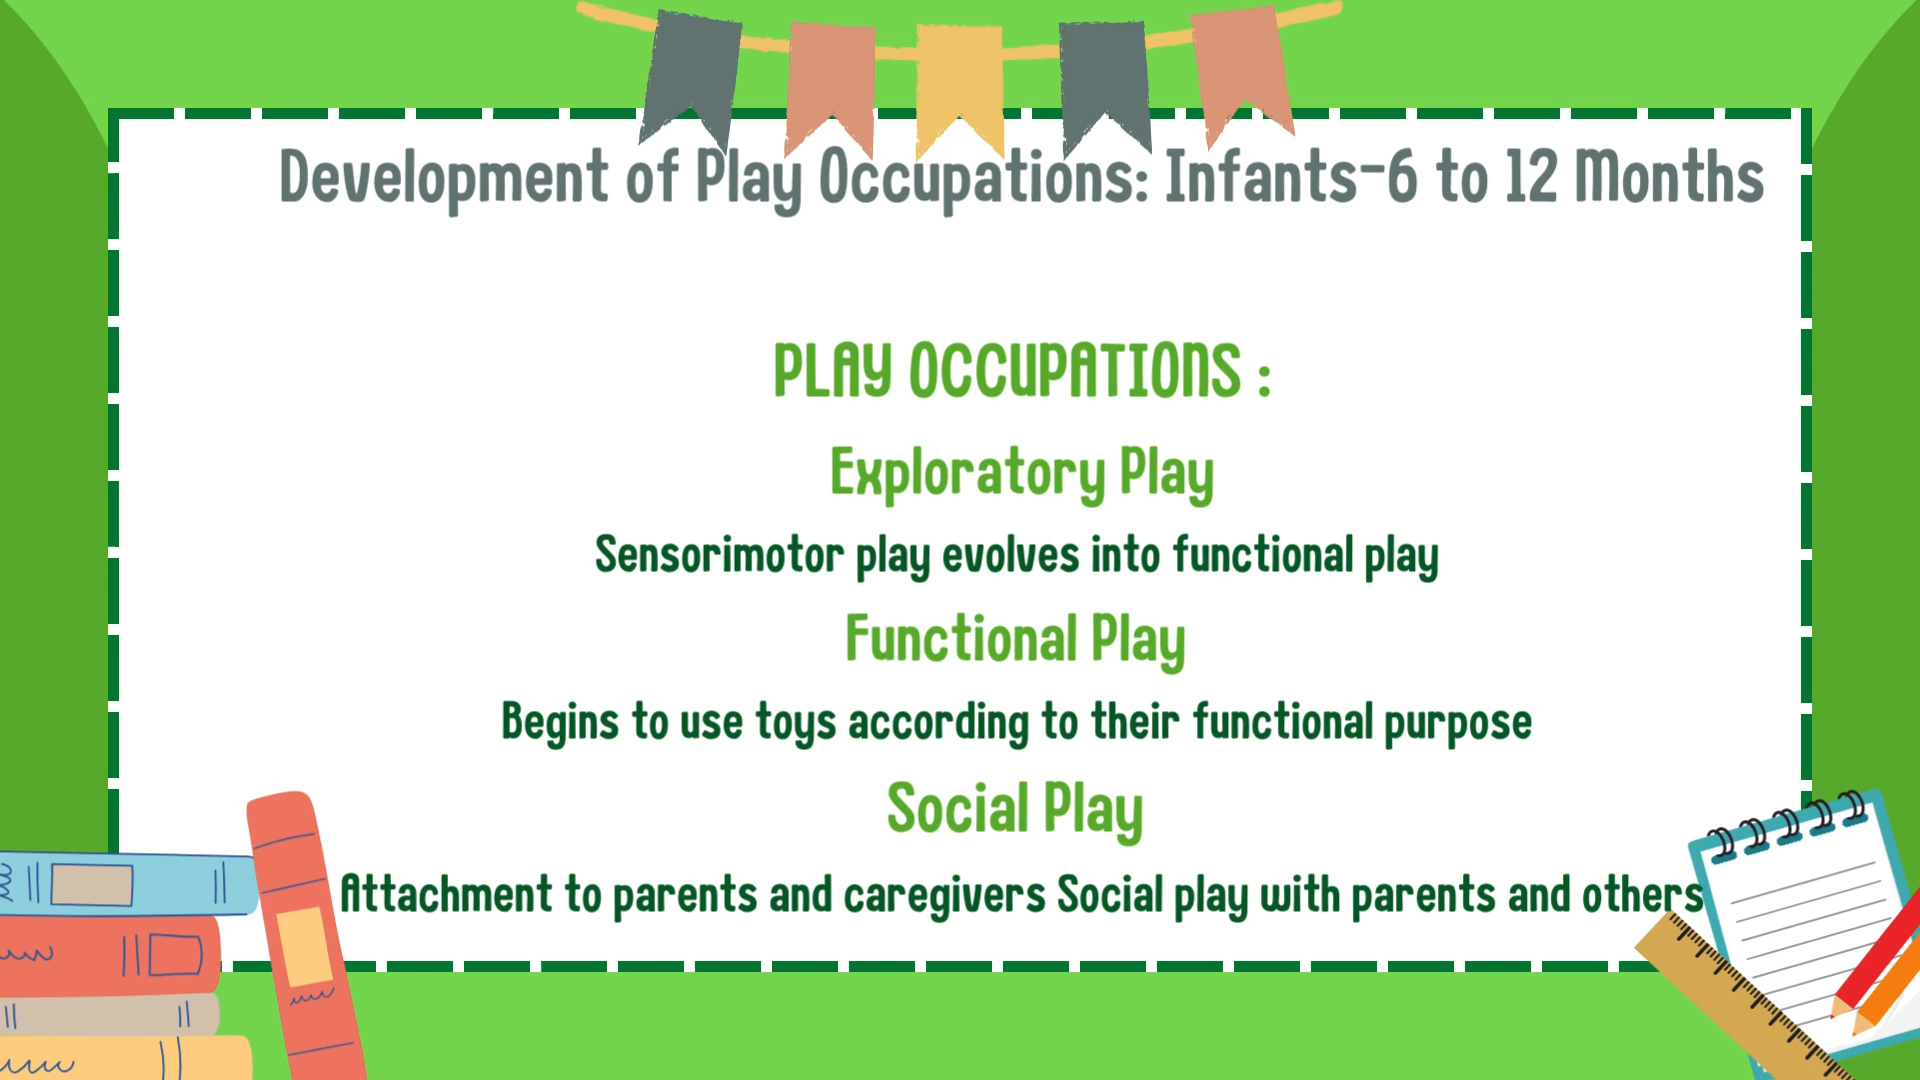 Development of Play Occupations: Infants-6 to 12 Months
PLAY OCCUPATIONS :
Exploratory Play
Sensorimotor play evolves into functional play
Functional Play
Begins to use toys according to their functional purpose
Social Play
Attachment to parents and caregivers Social play with parents and others